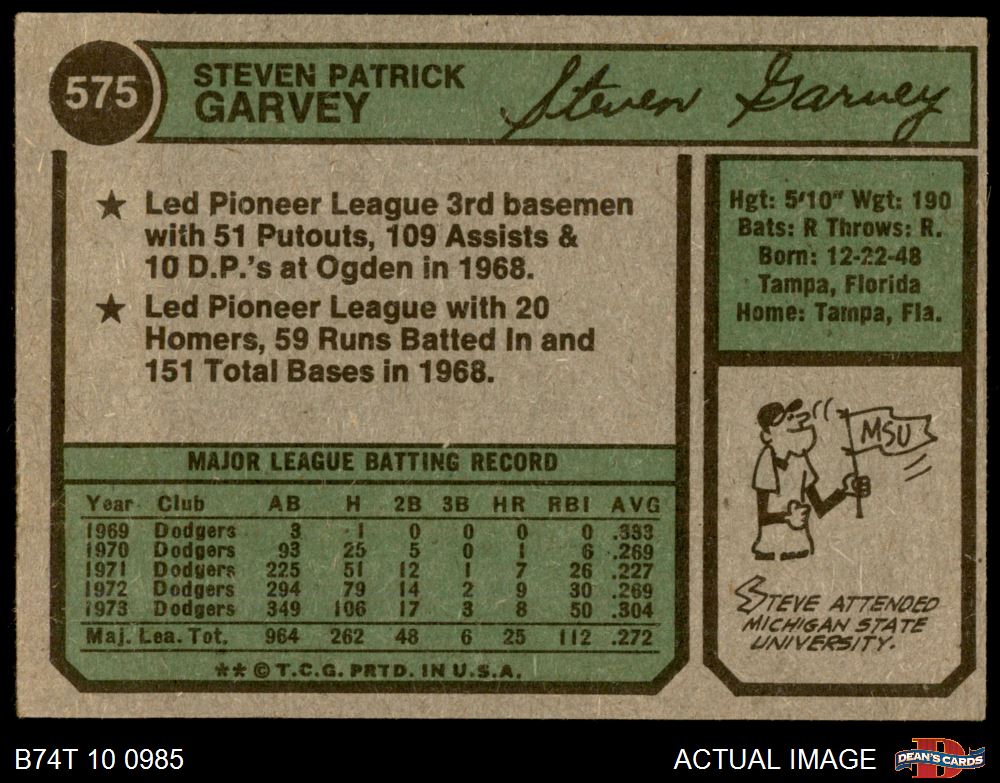 575
STEVEN PATRICK
GARVEY
Steven Garvey
★ Led Pioneer League 3rd basemen
with 51 Putouts, 109 Assists &
10 D.P.'s at Ogden in 1968.
★ Led Pioneer League with 20
Homers, 59 Runs Batted In and
151 Total Bases in 1968.
Hgt: 5'10" Wgt: 190
Bats: R Throws: R.
Born: 12-22-48
Tampa, Florida
Home: Tampa, Fla.
MSU
STEVE ATTENDED
MICHIGAN STATE
UNIVERSITY.
MAJOR LEAGUE BATTING RECORD
Year Club AB H 2B 3B HR RBI AVG
1969 Dodgers 3 1 0 0 0 0 .333
1970 Dodgers 93 25 5 0 1 6 .269
1971 Dodgers 225 51 12 1 7 26 .227
1972 Dodgers 294 79 14 2 9 30 .269
1973 Dodgers 349 106 17 3 8 50 .304
Maj. Lea. Tot. 964 262 48 6 25 112 .272
** © T.C.G. PRTD. IN U.S.A.
B74T 10 0985
ACTUAL IMAGE
D
DEAN'S CARDS